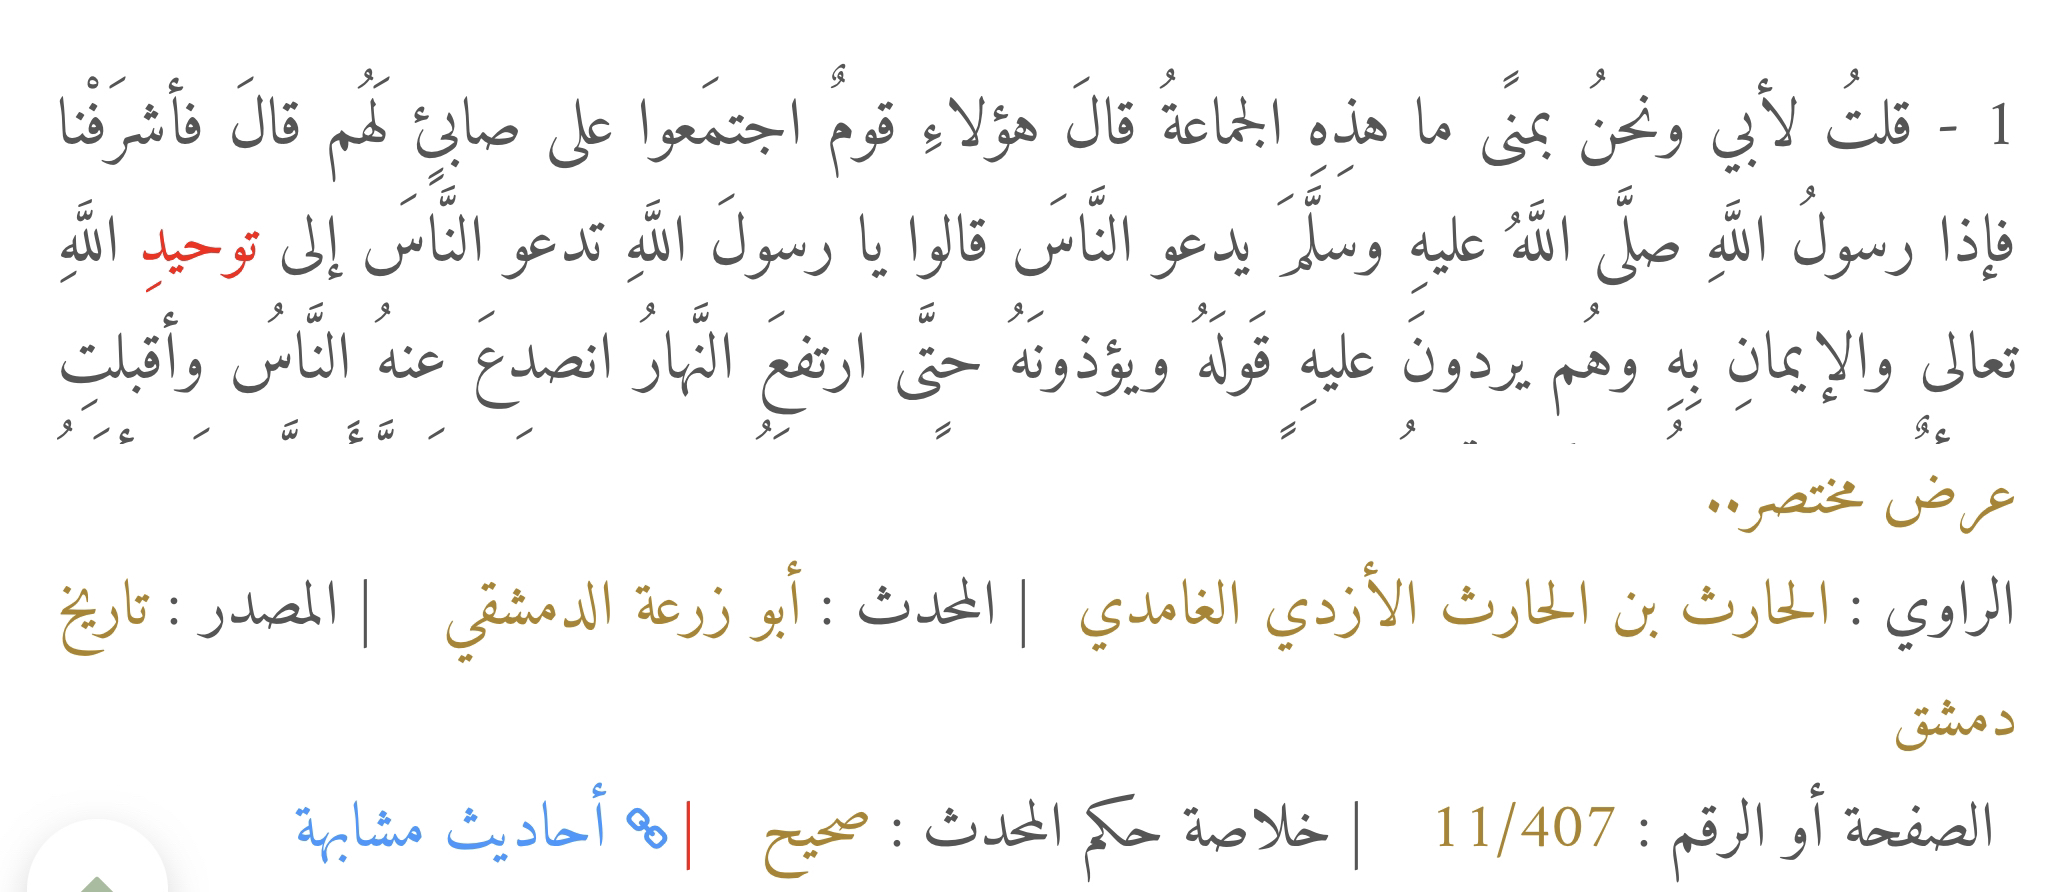 1 - قلتُ لأبي ونحنُ بمنًى ما هذِهِ الجماعةُ قالَ هؤلاءِ قومٌ اجتمَعوا على صابئٍ لَهُم قالَ فأشرَفْنا
فإذا رسولُ اللَّهِ صلَّى اللَّهُ عليهِ وسلَّمَ يدعو النَّاسَ قالوا يا رسولَ اللَّهِ تدعو النَّاسَ إلى توحيدِ اللَّهِ
تعالى والإيمانِ بِهِ وهُم يردونَ عليهِ قَولَهُ ويؤذونَهُ حتَّى ارتفعَ النَّهارُ انصدعَ عنهُ النَّاسُ وأقبلتِ
عرض مختصر..
الراوي : الحارث بن الحارث الأزدي الغامدي | المحدث : أبو زرعة الدمشقي | المصدر : تاريخ
دمشق
الصفحة أو الرقم : 11/407 | خلاصة حكم المحدث : صحيح | أحاديث مشابهة